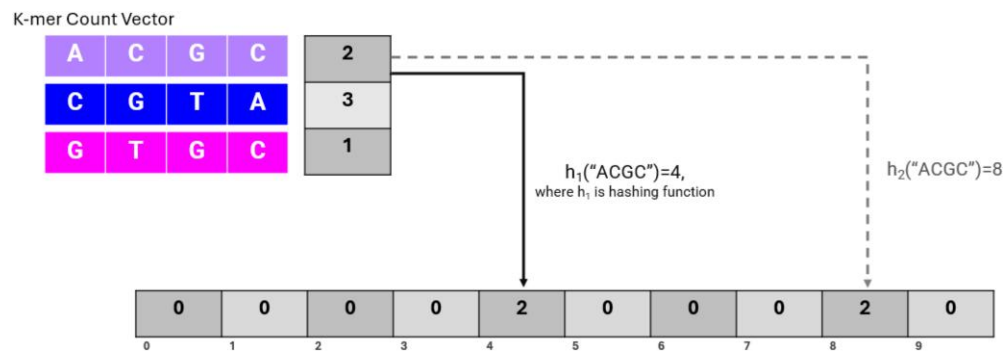 K-mer Count Vector
A C G C 2
C G T A 3
G T G C 1
h₁(“ACGC”)=4,
where h₁ is hashing function
h₂(“ACGC”)=8
0 0 0 0 2 0 0 0 2 0
0 1 2 3 4 5 6 7 8 9